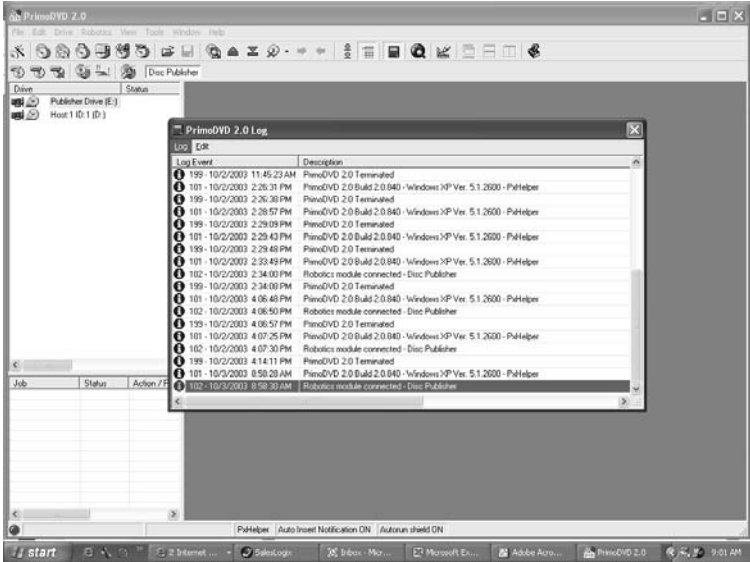 PrimoDVD 2.0
File Edit Drive Robotics View Tools Window Help
Disc Publisher
Drive Status
Publisher Drive (E:)
Host:1 ID:1 (D:)
PrimoDVD 2.0 Log
Log Edit
Log Event Description
199 - 10/2/2003 11:45:23 AM PrimoDVD 2.0 Terminated
101 - 10/2/2003 2:26:31 PM PrimoDVD 2.0 Build 2.0.840 - Windows XP Ver. 5.1.2600 - PxHelper
199 - 10/2/2003 2:26:38 PM PrimoDVD 2.0 Terminated
101 - 10/2/2003 2:28:57 PM PrimoDVD 2.0 Build 2.0.840 - Windows XP Ver. 5.1.2600 - PxHelper
199 - 10/2/2003 2:29:09 PM PrimoDVD 2.0 Terminated
101 - 10/2/2003 2:29:43 PM PrimoDVD 2.0 Build 2.0.840 - Windows XP Ver. 5.1.2600 - PxHelper
199 - 10/2/2003 2:29:48 PM PrimoDVD 2.0 Terminated
101 - 10/2/2003 2:33:49 PM PrimoDVD 2.0 Build 2.0.840 - Windows XP Ver. 5.1.2600 - PxHelper
102 - 10/2/2003 2:34:00 PM Robotics module connected - Disc Publisher
199 - 10/2/2003 2:34:08 PM PrimoDVD 2.0 Terminated
101 - 10/2/2003 4:06:48 PM PrimoDVD 2.0 Build 2.0.840 - Windows XP Ver. 5.1.2600 - PxHelper
102 - 10/2/2003 4:06:50 PM Robotics module connected - Disc Publisher
199 - 10/2/2003 4:06:57 PM PrimoDVD 2.0 Terminated
101 - 10/2/2003 4:07:25 PM PrimoDVD 2.0 Build 2.0.840 - Windows XP Ver. 5.1.2600 - PxHelper
102 - 10/2/2003 4:07:30 PM Robotics module connected - Disc Publisher
199 - 10/2/2003 4:14:11 PM PrimoDVD 2.0 Terminated
101 - 10/3/2003 8:58:28 AM PrimoDVD 2.0 Build 2.0.840 - Windows XP Ver. 5.1.2600 - PxHelper
102 - 10/3/2003 8:58:30 AM Robotics module connected - Disc Publisher
Job Status Action / F
PxHelper Auto Insert Notification ON Autorun shield ON
start 2 Internet ... SalesLogix Inbox - Micr... Microsoft Ex... Adobe Acro... PrimoDVD 2.0 9:01 AM